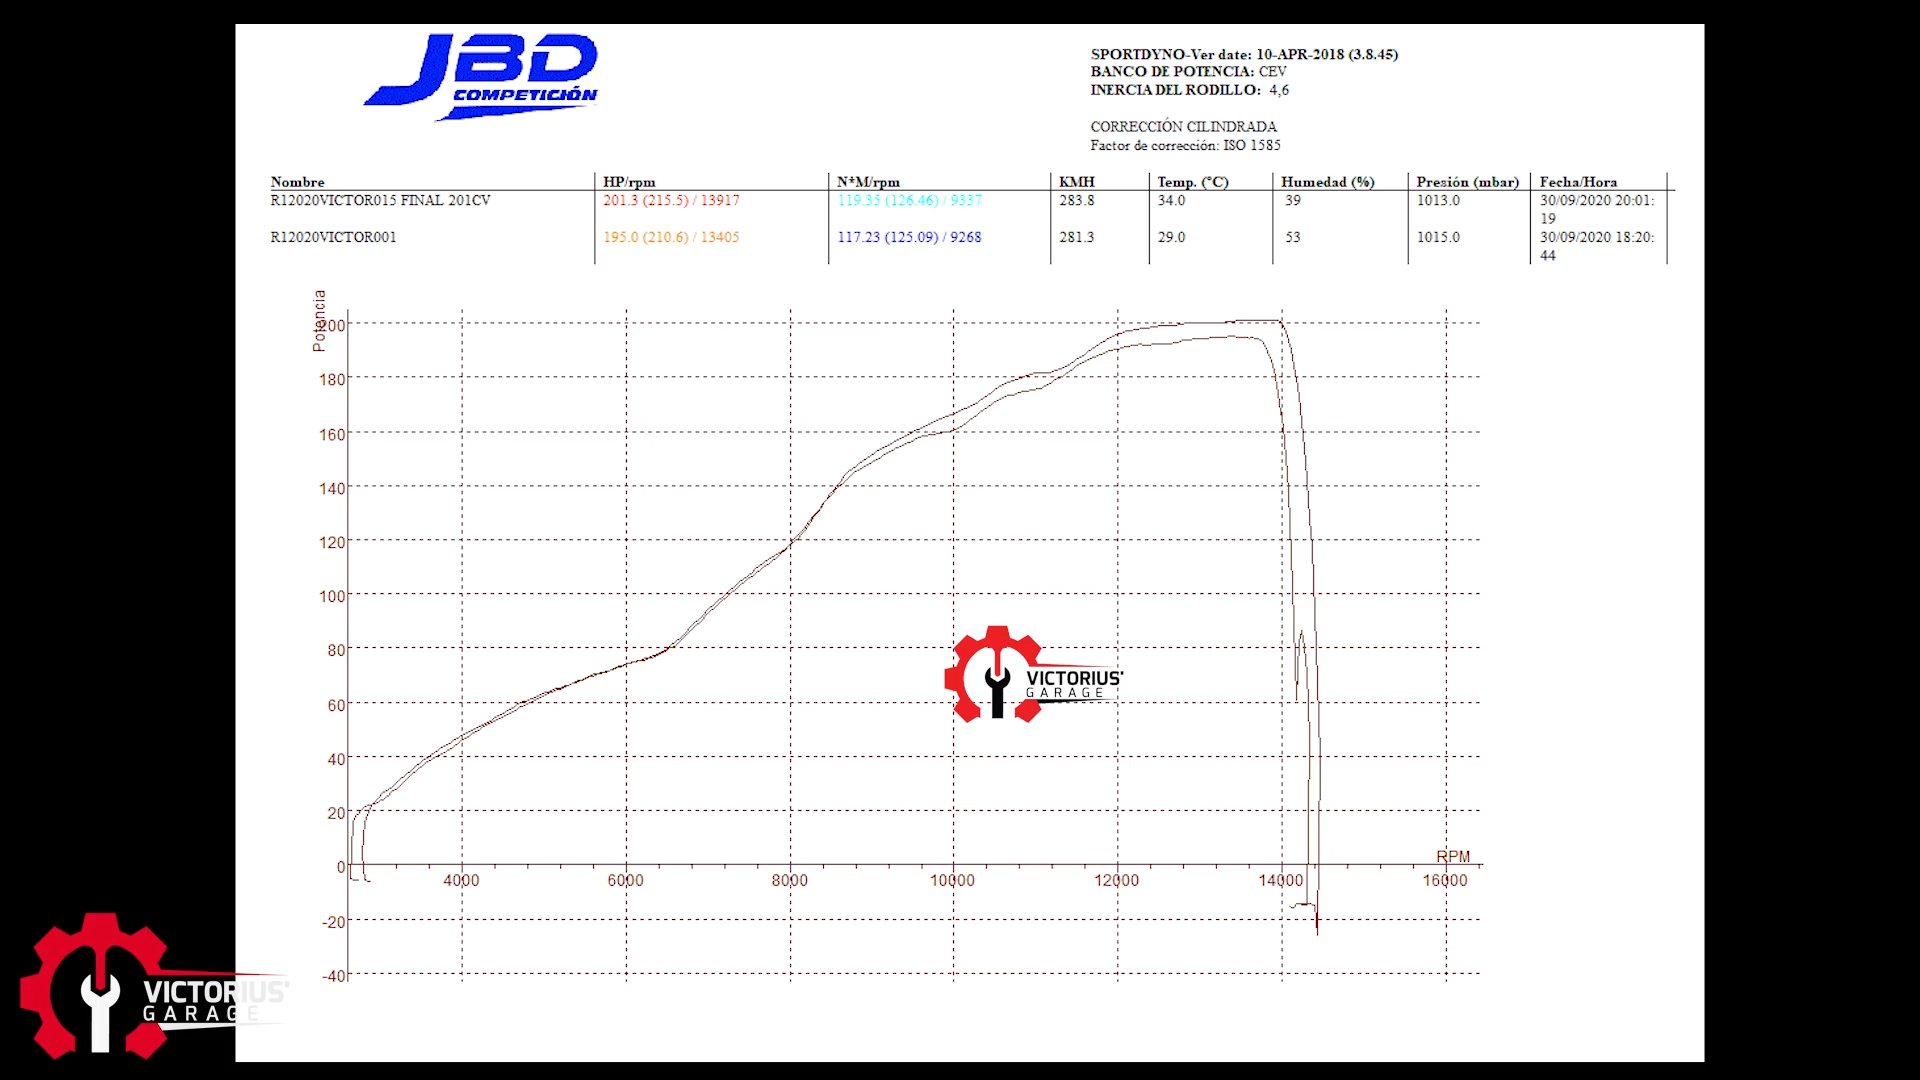 JBD
COMPETICIÓN
SPORTDYNO-Ver date: 10-APR-2018 (3.8.45)
BANCO DE POTENCIA: CEV
INERCIA DEL RODILLO: 4,6
CORRECCIÓN CILINDRADA
Factor de corrección: ISO 1585
Nombre HP/rpm N*M/rpm KMH Temp. (°C) Humedad (%) Presión (mbar) Fecha/Hora
R12020VICTOR015 FINAL 201CV 201.3 (215.5) / 13917 119.35 (126.46) / 9337 283.8 34.0 39 1013.0 30/09/2020 20:01:
19
R12020VICTOR001 195.0 (210.6) / 13405 117.23 (125.09) / 9268 281.3 29.0 53 1015.0 30/09/2020 18:20:
44
Potencia
200
180
160
140
120
100
80
60
40
20
0
-20
-40
RPM
4000 6000 8000 10000 12000 14000 16000
VICTORIUS'
GARAGE
VICTORIUS'
GARAGE